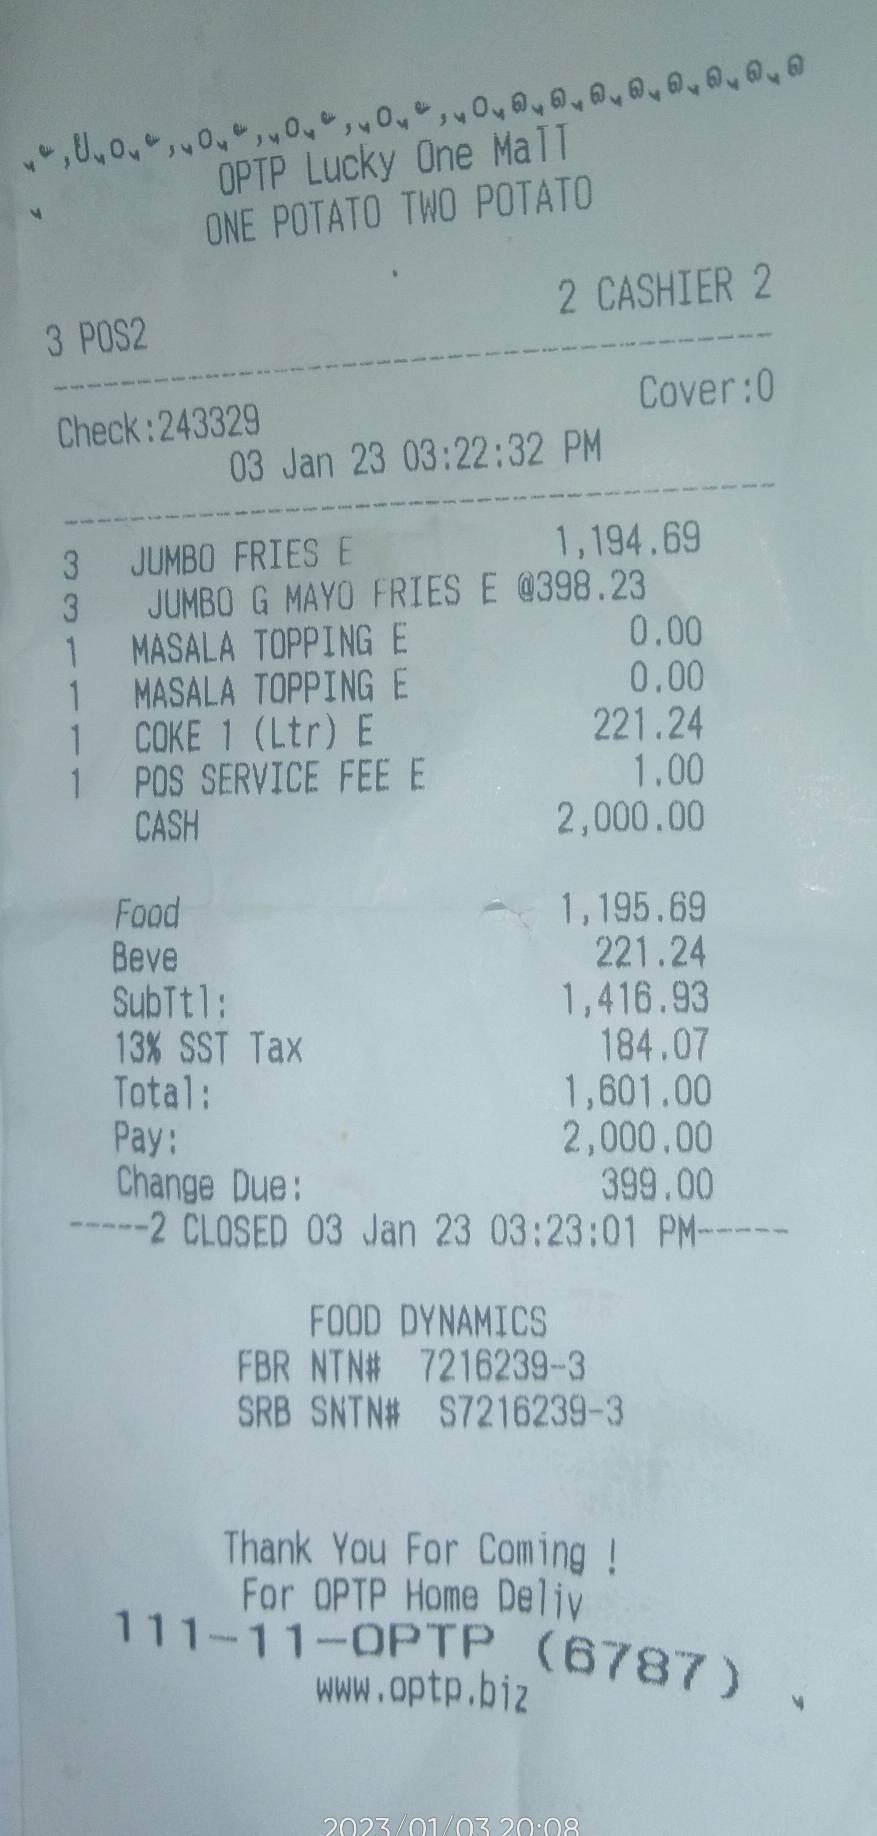 OPTP Lucky One Mall
ONE POTATO TWO POTATO
3 POS2 2 CASHIER 2
Check:243329 Cover:0
03 Jan 23 03:22:32 PM
3 JUMBO FRIES E 1,194.69
3 JUMBO G MAYO FRIES E @398.23
1 MASALA TOPPING E 0.00
1 MASALA TOPPING E 0.00
1 COKE 1 (Ltr) E 221.24
1 POS SERVICE FEE E 1.00
CASH 2,000.00
Food 1,195.69
Beve 221.24
SubTtl: 1,416.93
13% SST Tax 184.07
Total: 1,601.00
Pay: 2,000.00
Change Due: 399.00
-----2 CLOSED 03 Jan 23 03:23:01 PM-----
FOOD DYNAMICS
FBR NTN# 7216239-3
SRB SNTN# S7216239-3
Thank You For Coming !
For OPTP Home Deliv
111-11-OPTP (6787)
www.optp.biz
2023/01/03 20:08